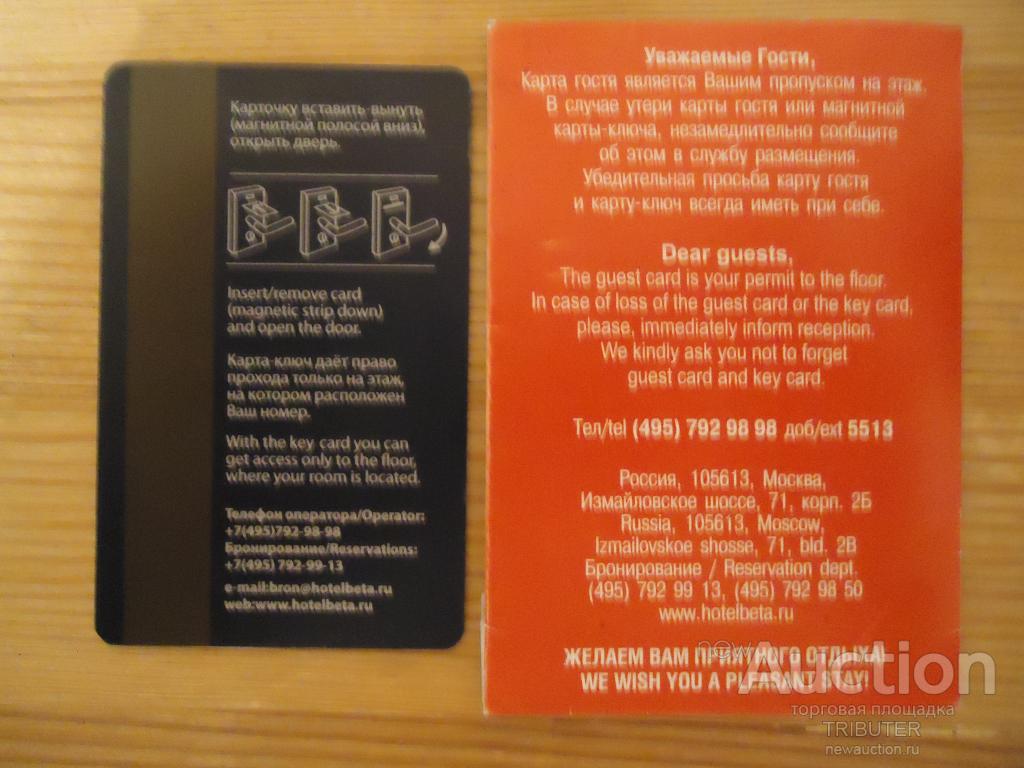 Карточку вставить-вынуть
(магнитной полосой вниз),
открыть дверь.
Insert/remove card
(magnetic strip down)
and open the door.
Карта-ключ даёт право
прохода только на этаж,
на котором расположен
Ваш номер.
With the key card you can
get access only to the floor,
where your room is located.
Телефон оператора/Operator:
+7(495)792-98-98
Бронирование/Reservations:
+7(495) 792-99-13
e-mail:bron@hotelbeta.ru
web:www.hotelbeta.ru
Уважаемые Гости,
Карта гостя является Вашим пропуском на этаж.
В случае утери карты гостя или магнитной
карты-ключа, незамедлительно сообщите
об этом в службу размещения.
Убедительная просьба карту гостя
и карту-ключ всегда иметь при себе.
Dear guests,
The guest card is your permit to the floor.
In case of loss of the guest card or the key card,
please, immediately inform reception.
We kindly ask you not to forget
guest card and key card.
Тел/tel (495) 792 98 98 доб/ext 5513
Россия, 105613, Москва,
Измайловское шоссе, 71, корп. 2Б
Russia, 105613, Moscow,
Izmailovskoe shosse, 71, bld. 2B
Бронирование / Reservation dept.
(495) 792 99 13, (495) 792 98 50
www.hotelbeta.ru
ЖЕЛАЕМ ВАМ ПРИЯТНОГО ОТДЫХА!
WE WISH YOU A PLEASANT STAY!
new Auction
торговая площадка
TRIBUTER
newauction.ru